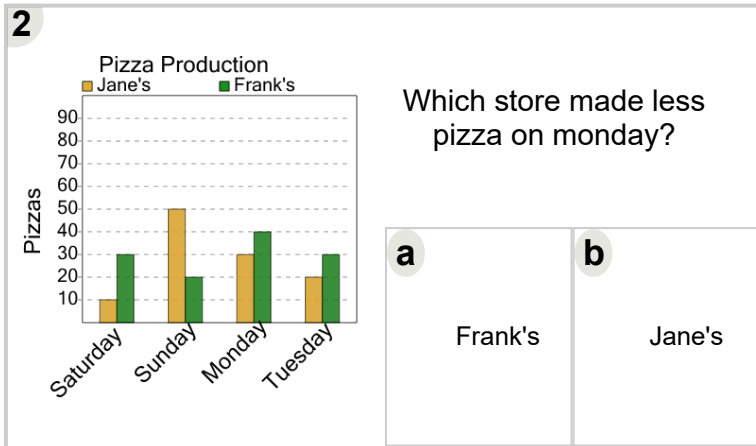 2
Pizza Production
Jane's Frank's
Pizzas
90
80
70
60
50
40
30
20
10
Saturday
Sunday
Monday
Tuesday
Which store made less
pizza on monday?
a
Frank's
b
Jane's